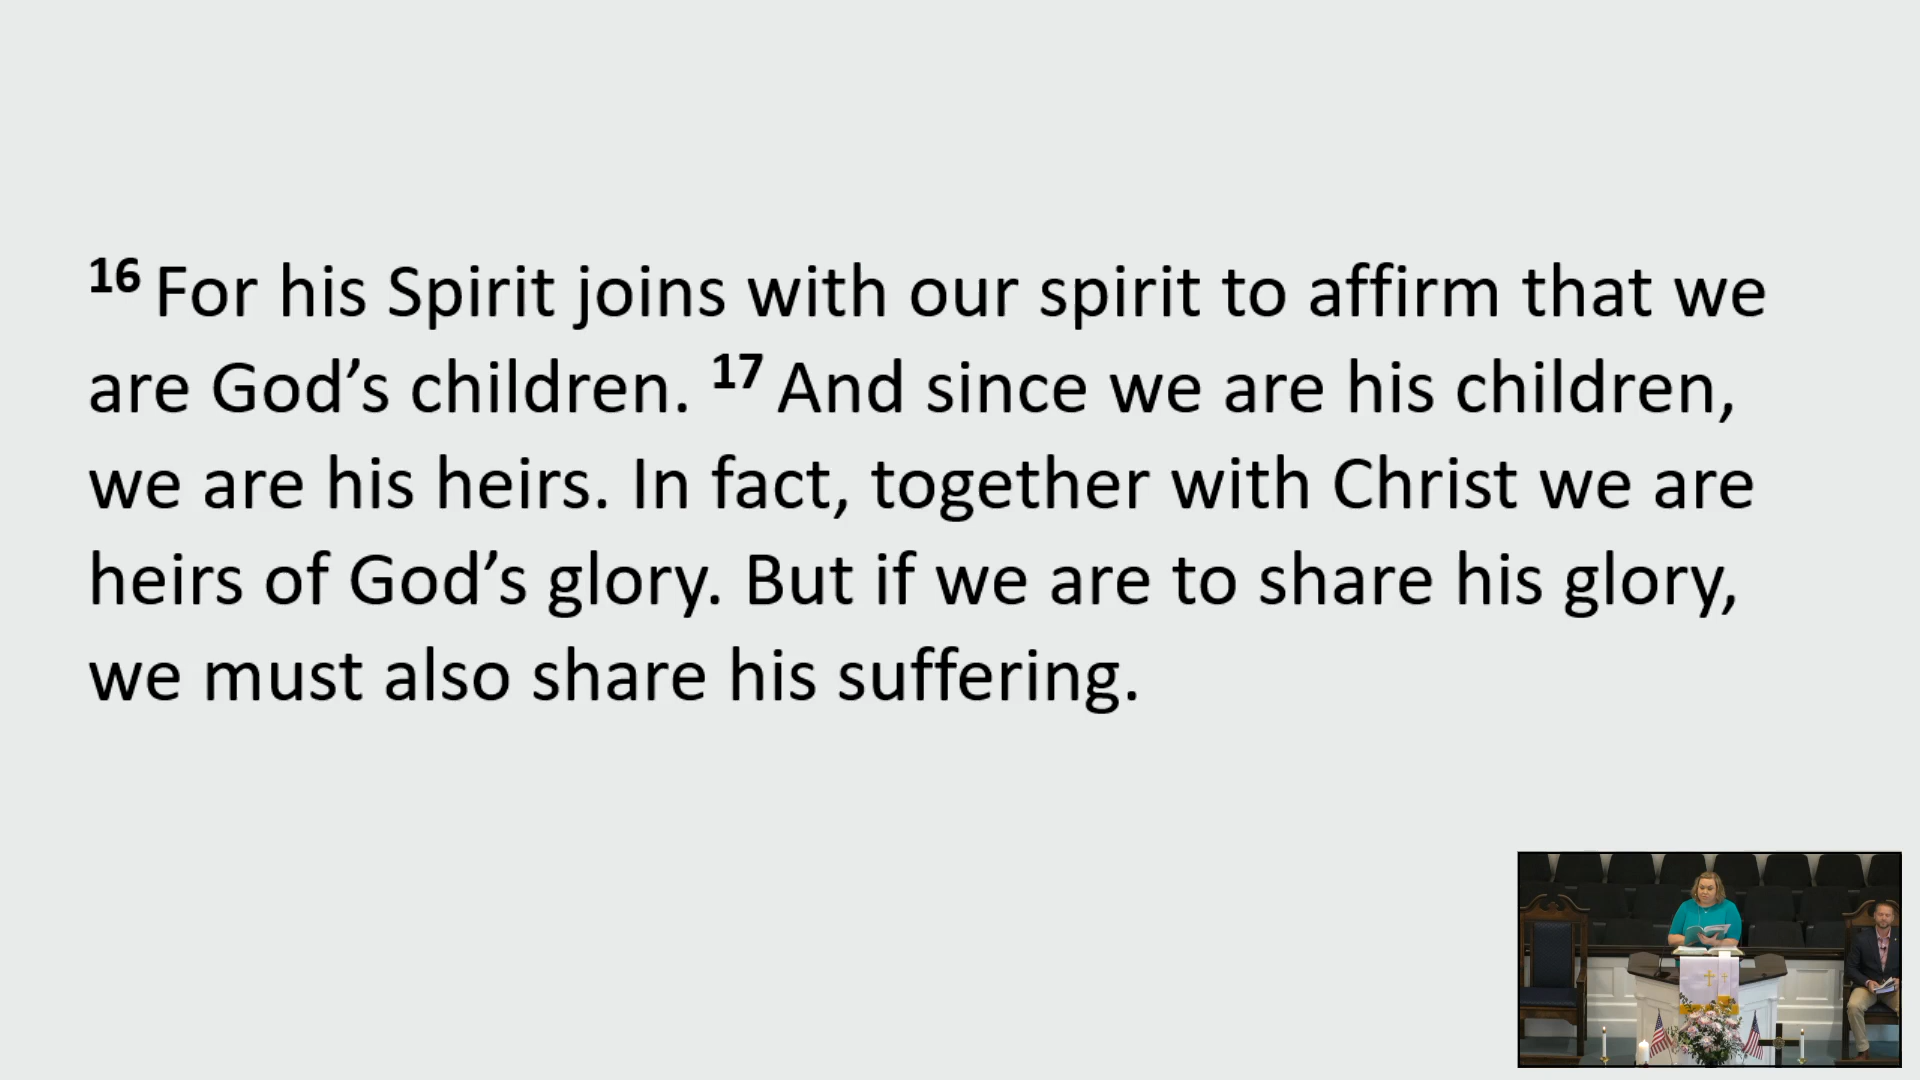 16 For his Spirit joins with our spirit to affirm that we
are God’s children. 17 And since we are his children,
we are his heirs. In fact, together with Christ we are
heirs of God’s glory. But if we are to share his glory,
we must also share his suffering.